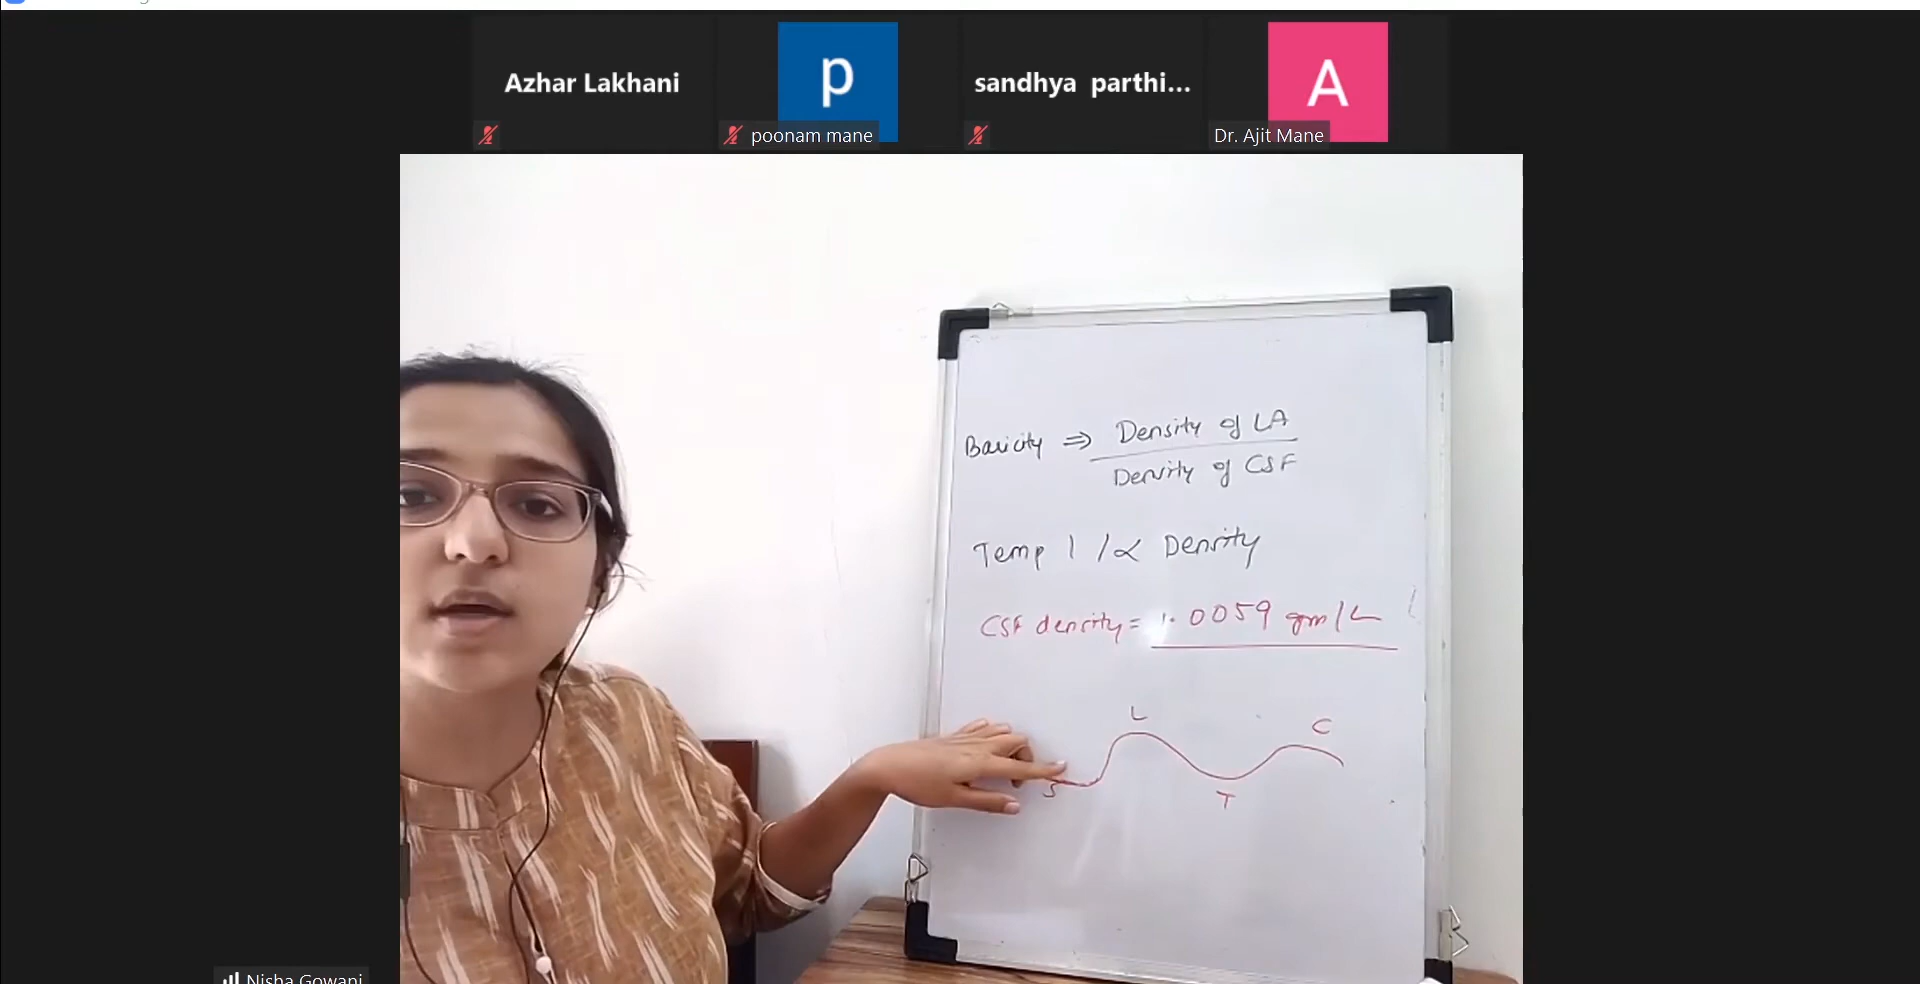 Azhar Lakhani
p
poonam mane
sandhya parthi...
A
Dr. Ajit Mane
Baricity ⇒ Density of LA
Density of CSF
Temp 1/∝ Density
CSF density = 1.0059 gm/L
L
C
S
T
Nisha Gowani